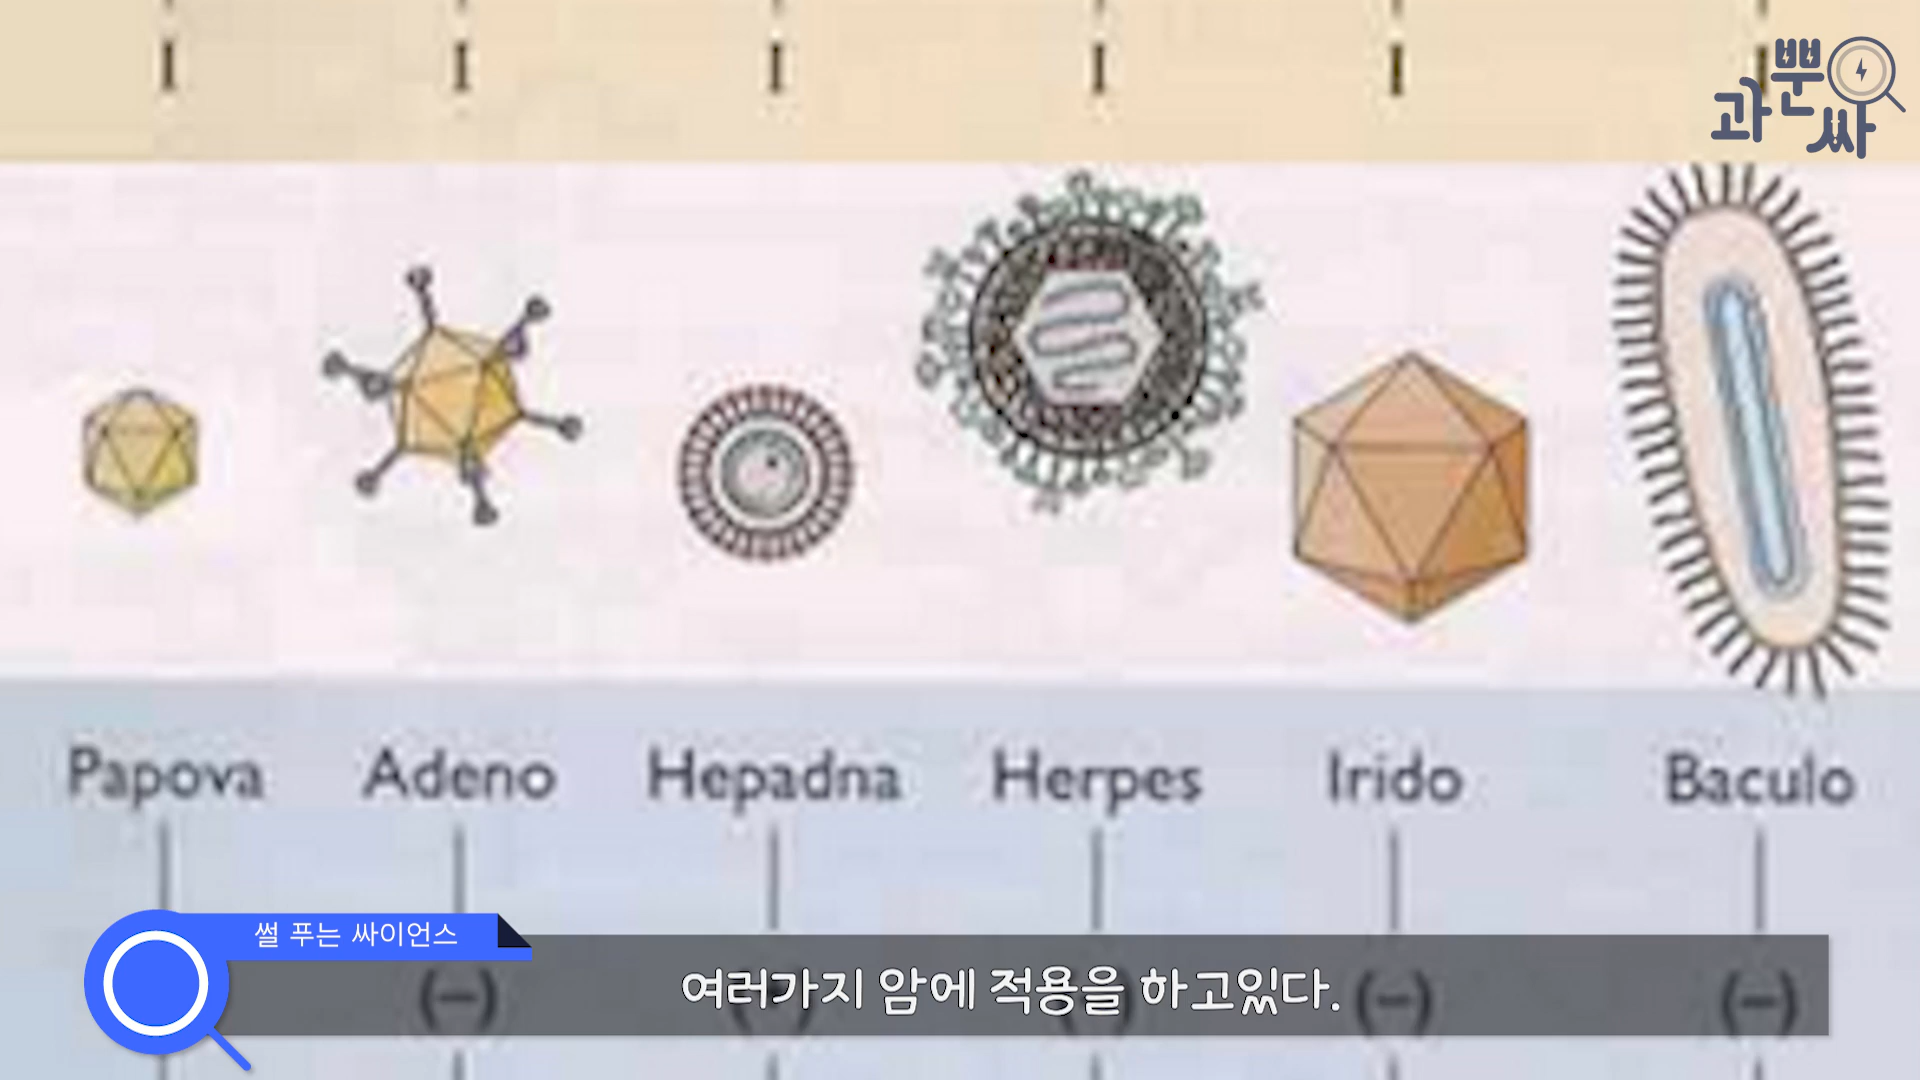 뿐
과 싸
Papova Adeno Hepadna Herpes Irido Baculo
썰 푸는 싸이언스
여러가지 암에 적용을 하고있다.
(−) (−) (−) (−) (−)